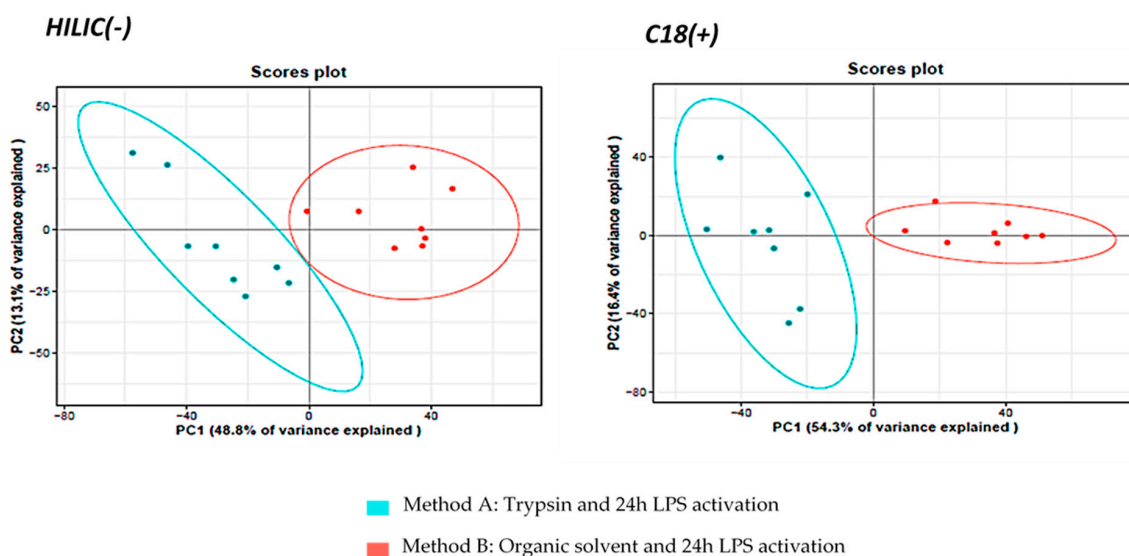 HILIC(-)
C18(+)
Scores plot
Scores plot
PC2 (13.1% of variance explained )
50
25
0
−25
−50
−80
−40
0
40
PC1 (48.8% of variance explained )
PC2 (16.4% of variance explained )
40
0
−40
−80
−40
0
40
PC1 (54.3% of variance explained )
Method A: Trypsin and 24h LPS activation
Method B: Organic solvent and 24h LPS activation